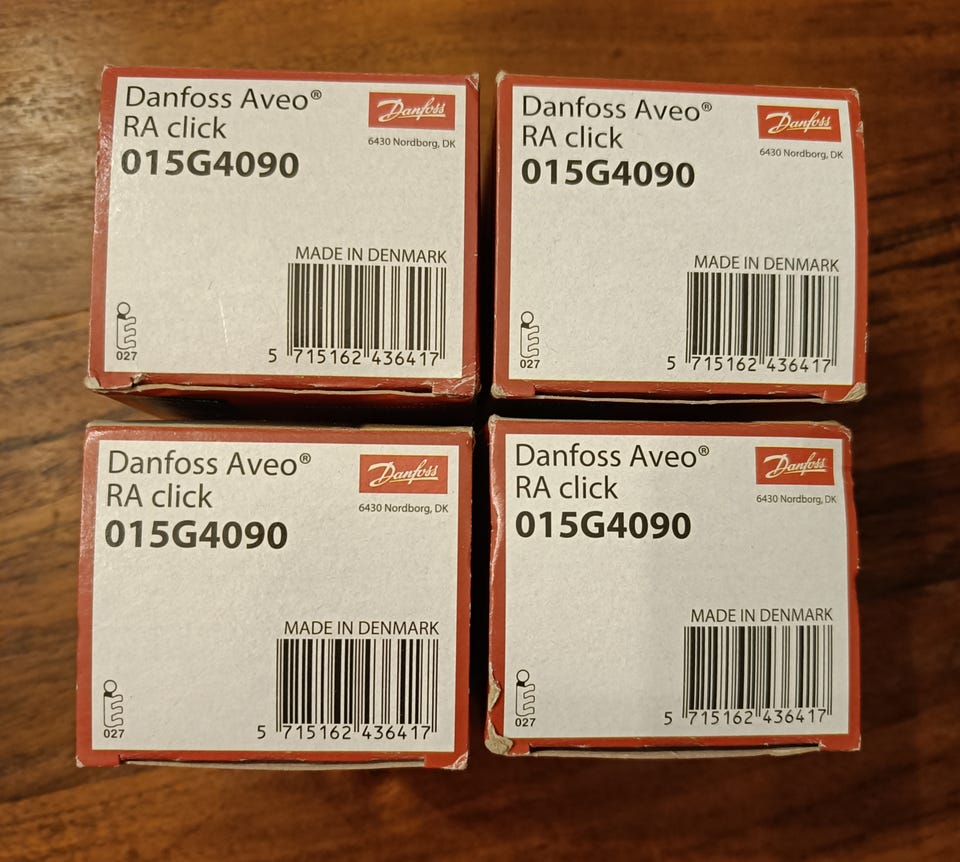 Danfoss Aveo®
RA click
015G4090
Danfoss
6430 Nordborg, DK
MADE IN DENMARK
027
5 715162 436417
Danfoss Aveo®
RA click
015G4090
Danfoss
6430 Nordborg, DK
MADE IN DENMARK
027
5 715162 436417
Danfoss Aveo®
RA click
015G4090
Danfoss
6430 Nordborg, DK
MADE IN DENMARK
027
5 715162 436417
Danfoss Aveo®
RA click
015G4090
Danfoss
6430 Nordborg, DK
MADE IN DENMARK
027
5 715162 436417